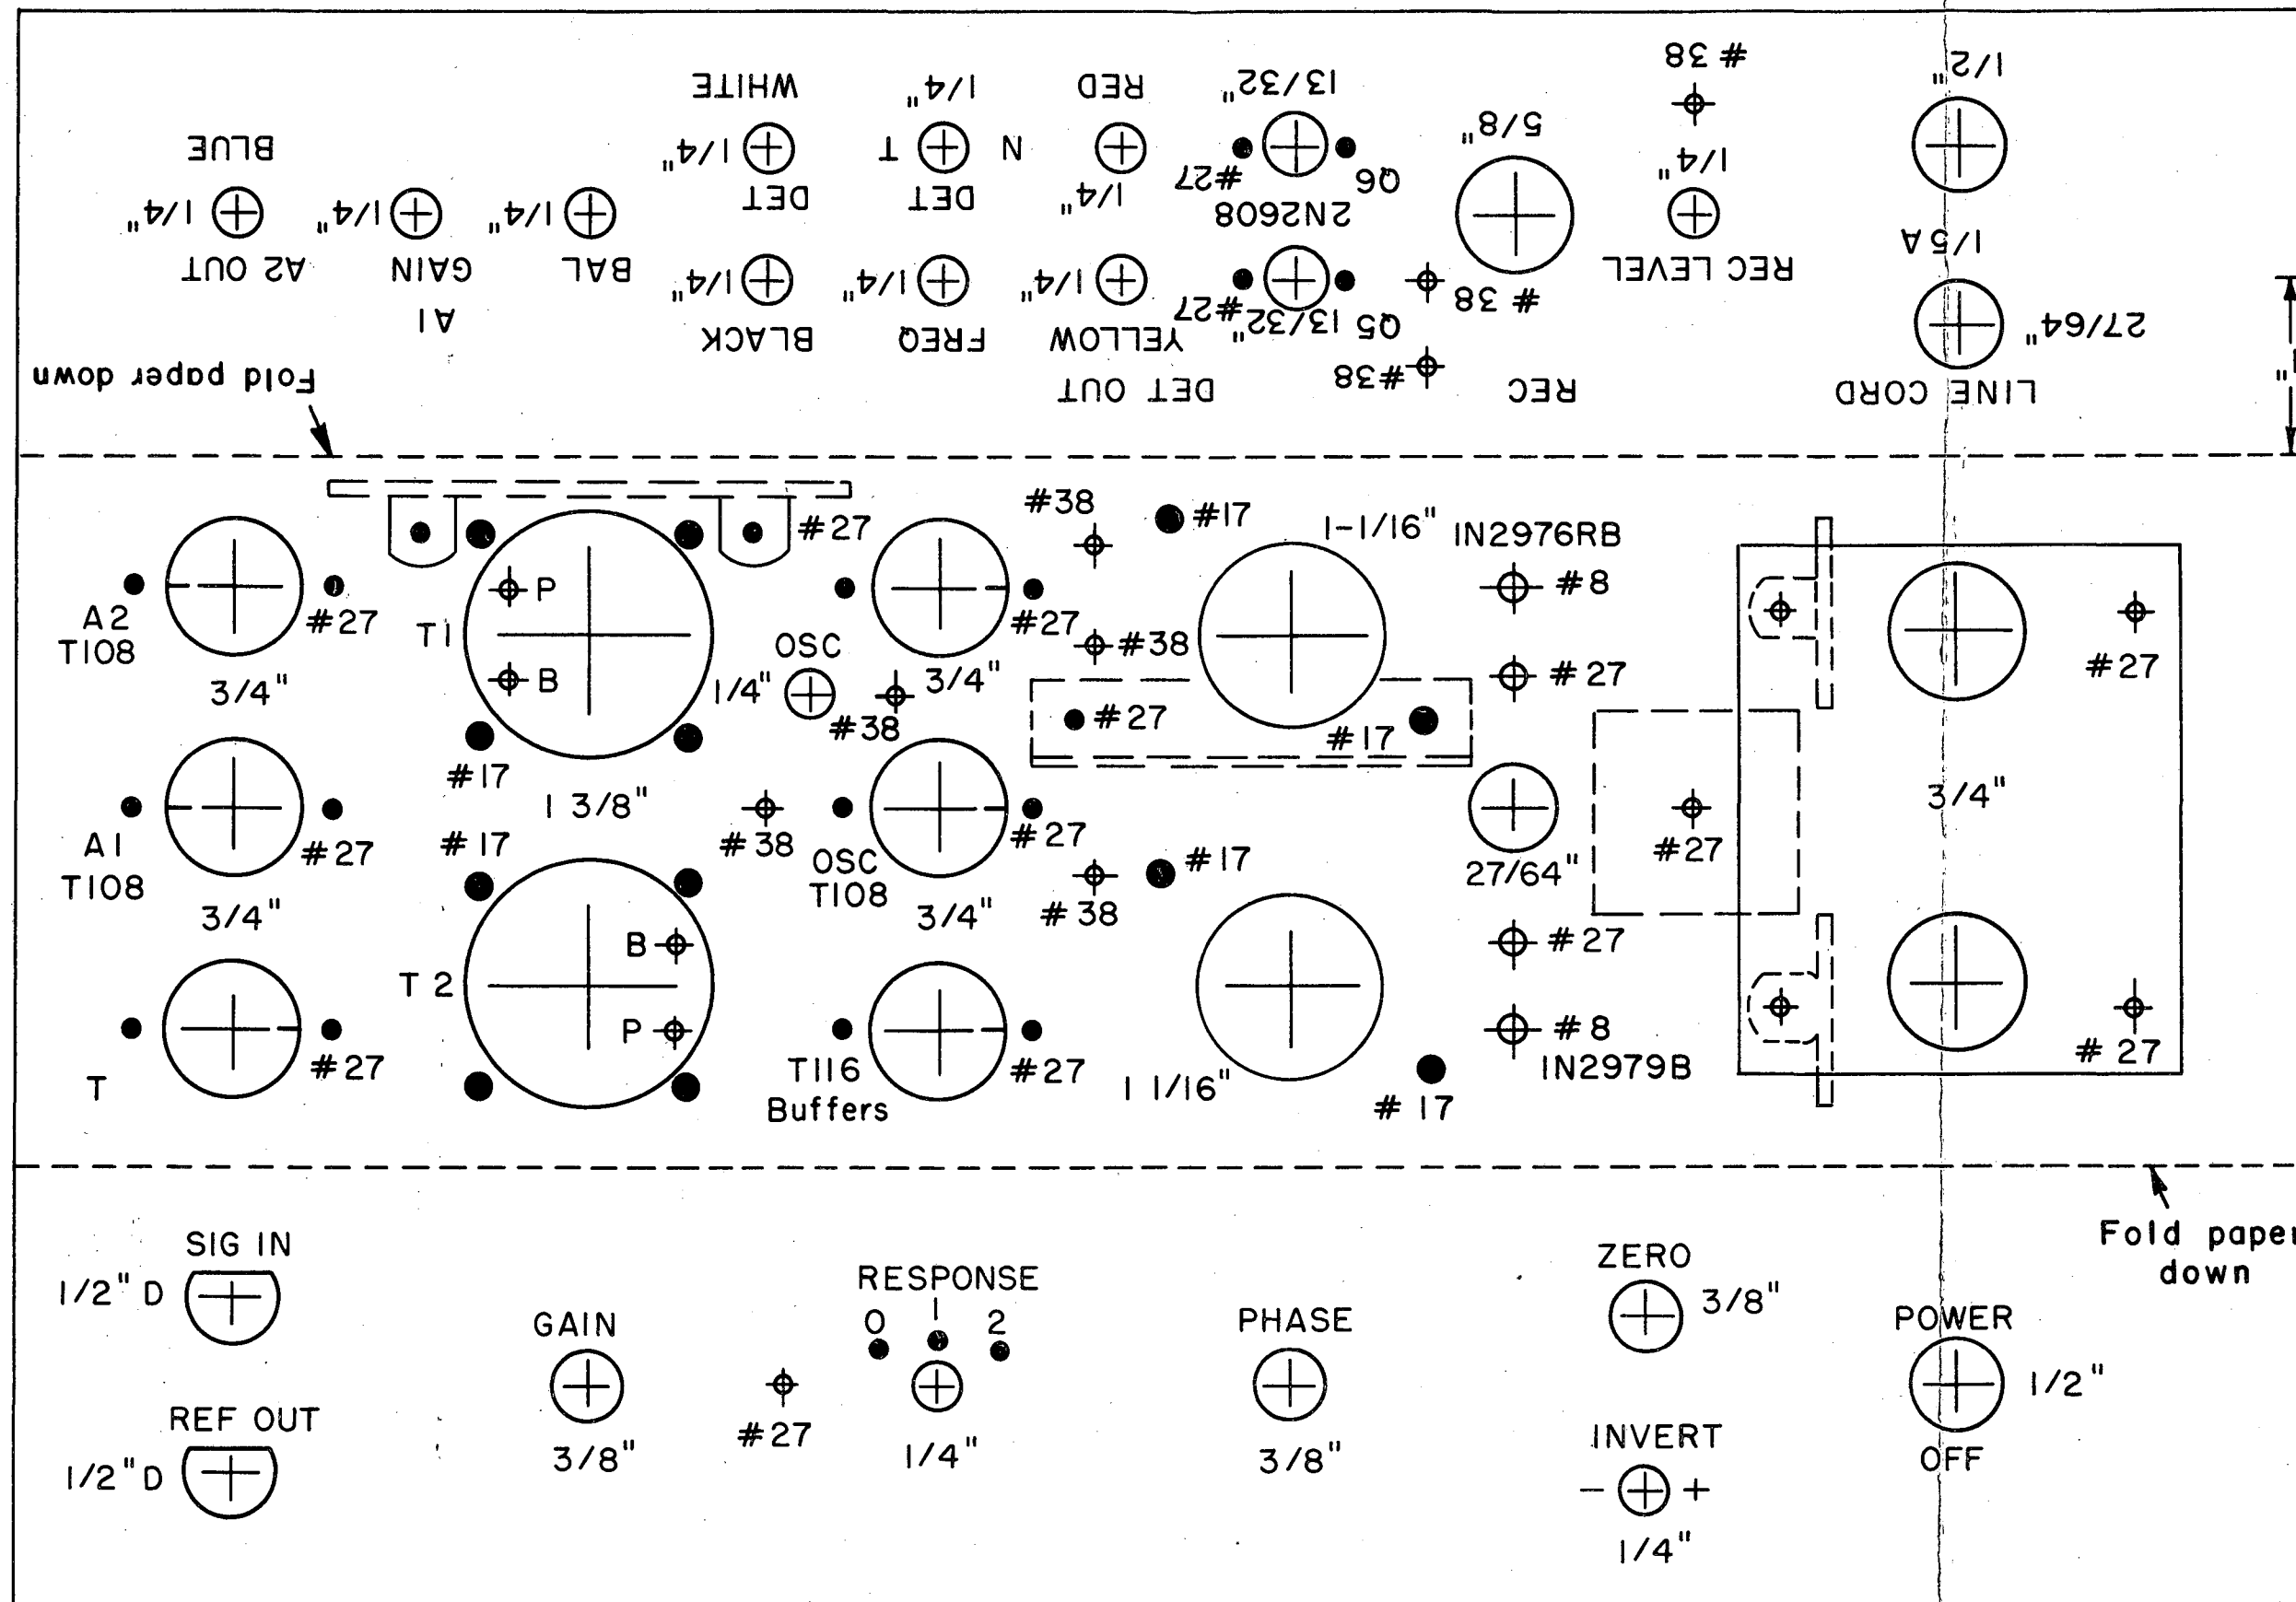 # 38
1/2"
WHITE
1/4"
RED
13/32"
5/8"
BLUE
1/4"
T
N
#27
Q6
1/4"
1/4"
1/4"
1/4"
DET
DET
1/4"
2N2608
1/5A
A2 OUT
GAIN
BAL
1/4"
1/4"
1/4"
#27
# 38
REC LEVEL
A1
BLACK
FREQ
YELLOW
13/32"
Q5
27/64"
Fold paper down
DET OUT
#38
REC
LINE CORD
#38
#17
1-1/16"
IN2976RB
#27
P
#8
A2
T108
#27
T1
OSC
#27
#38
3/4"
B
1/4"
3/4"
#27
#27
#38
#27
#17
#17
1 3/8"
3/4"
A1
T108
#27
#17
#38
OSC
T108
#27
#17
27/64"
#27
3/4"
3/4"
#38
B
#27
T 2
P
#8
T
#27
T116
Buffers
#27
1 1/16"
IN2979B
# 27
# 17
SIG IN
Fold paper
down
1/2" D
RESPONSE
ZERO
3/8"
GAIN
0 1 2
PHASE
POWER
1/2"
REF OUT
#27
1/2" D
3/8"
1/4"
3/8"
INVERT
OFF
- +
1/4"